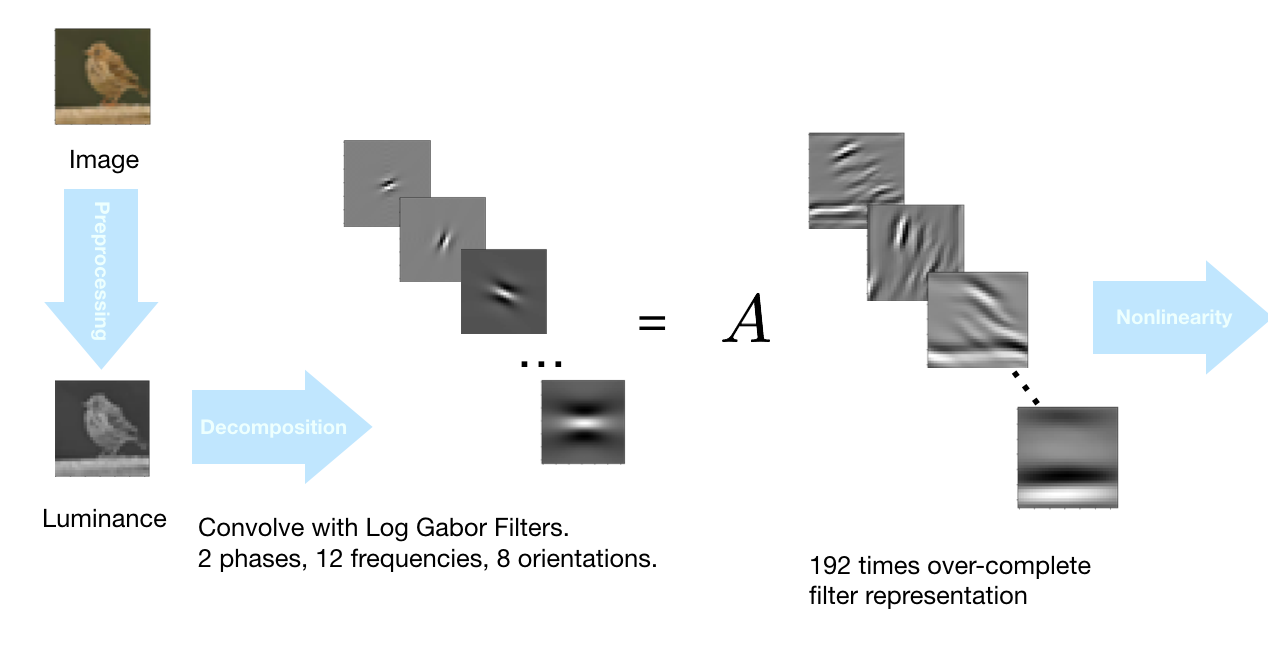 Image
Preprocessing
Luminance
Decomposition
Convolve with Log Gabor Filters.
2 phases, 12 frequencies, 8 orientations.
...
=
A
192 times over-complete
filter representation
Nonlinearity